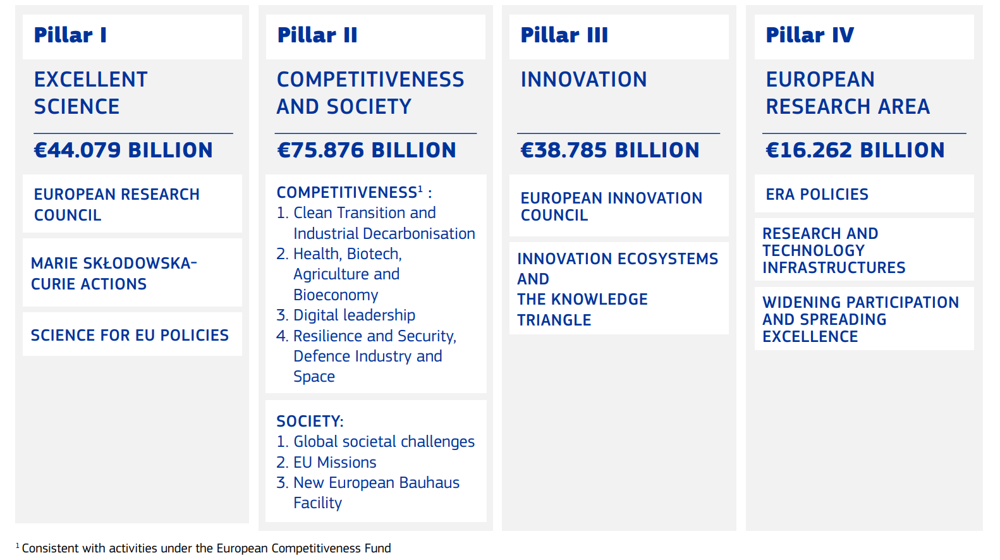 Pillar I
EXCELLENT
SCIENCE
€44.079 BILLION
EUROPEAN RESEARCH
COUNCIL
MARIE SKŁODOWSKA-
CURIE ACTIONS
SCIENCE FOR EU POLICIES
Pillar II
COMPETITIVENESS
AND SOCIETY
€75.876 BILLION
COMPETITIVENESS¹ :
1. Clean Transition and
Industrial Decarbonisation
2. Health, Biotech,
Agriculture and
Bioeconomy
3. Digital leadership
4. Resilience and Security,
Defence Industry and
Space
SOCIETY:
1. Global societal challenges
2. EU Missions
3. New European Bauhaus
Facility
Pillar III
INNOVATION
€38.785 BILLION
EUROPEAN INNOVATION
COUNCIL
INNOVATION ECOSYSTEMS
AND
THE KNOWLEDGE
TRIANGLE
Pillar IV
EUROPEAN
RESEARCH AREA
€16.262 BILLION
ERA POLICIES
RESEARCH AND
TECHNOLOGY
INFRASTRUCTURES
WIDENING PARTICIPATION
AND SPREADING
EXCELLENCE
¹ Consistent with activities under the European Competitiveness Fund